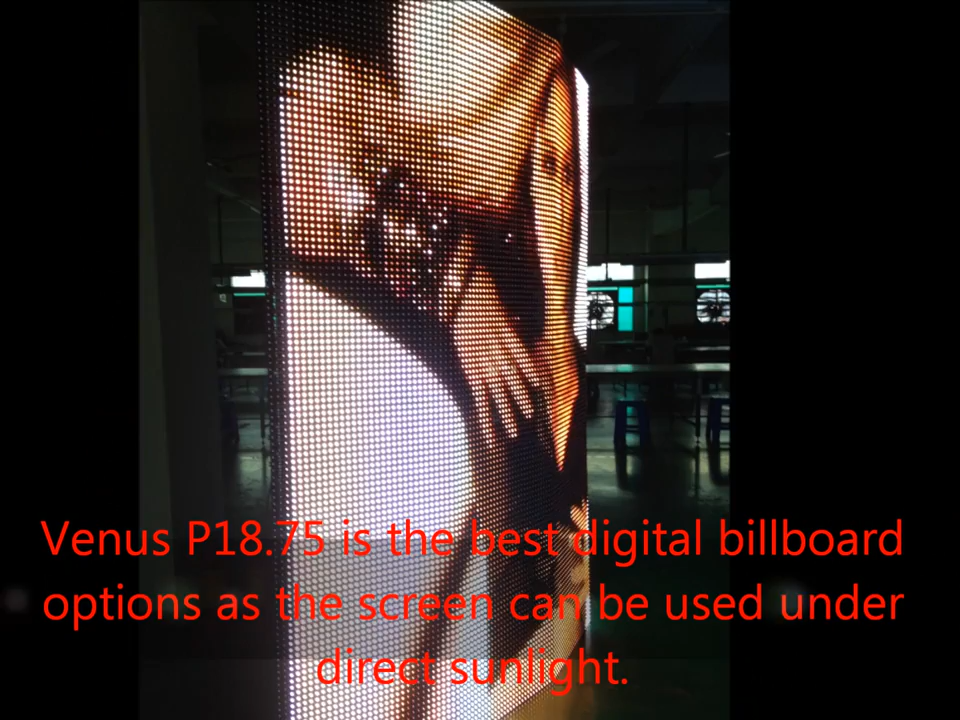 Venus P18.75 is the best digital billboard
options as the screen can be used under
direct sunlight.